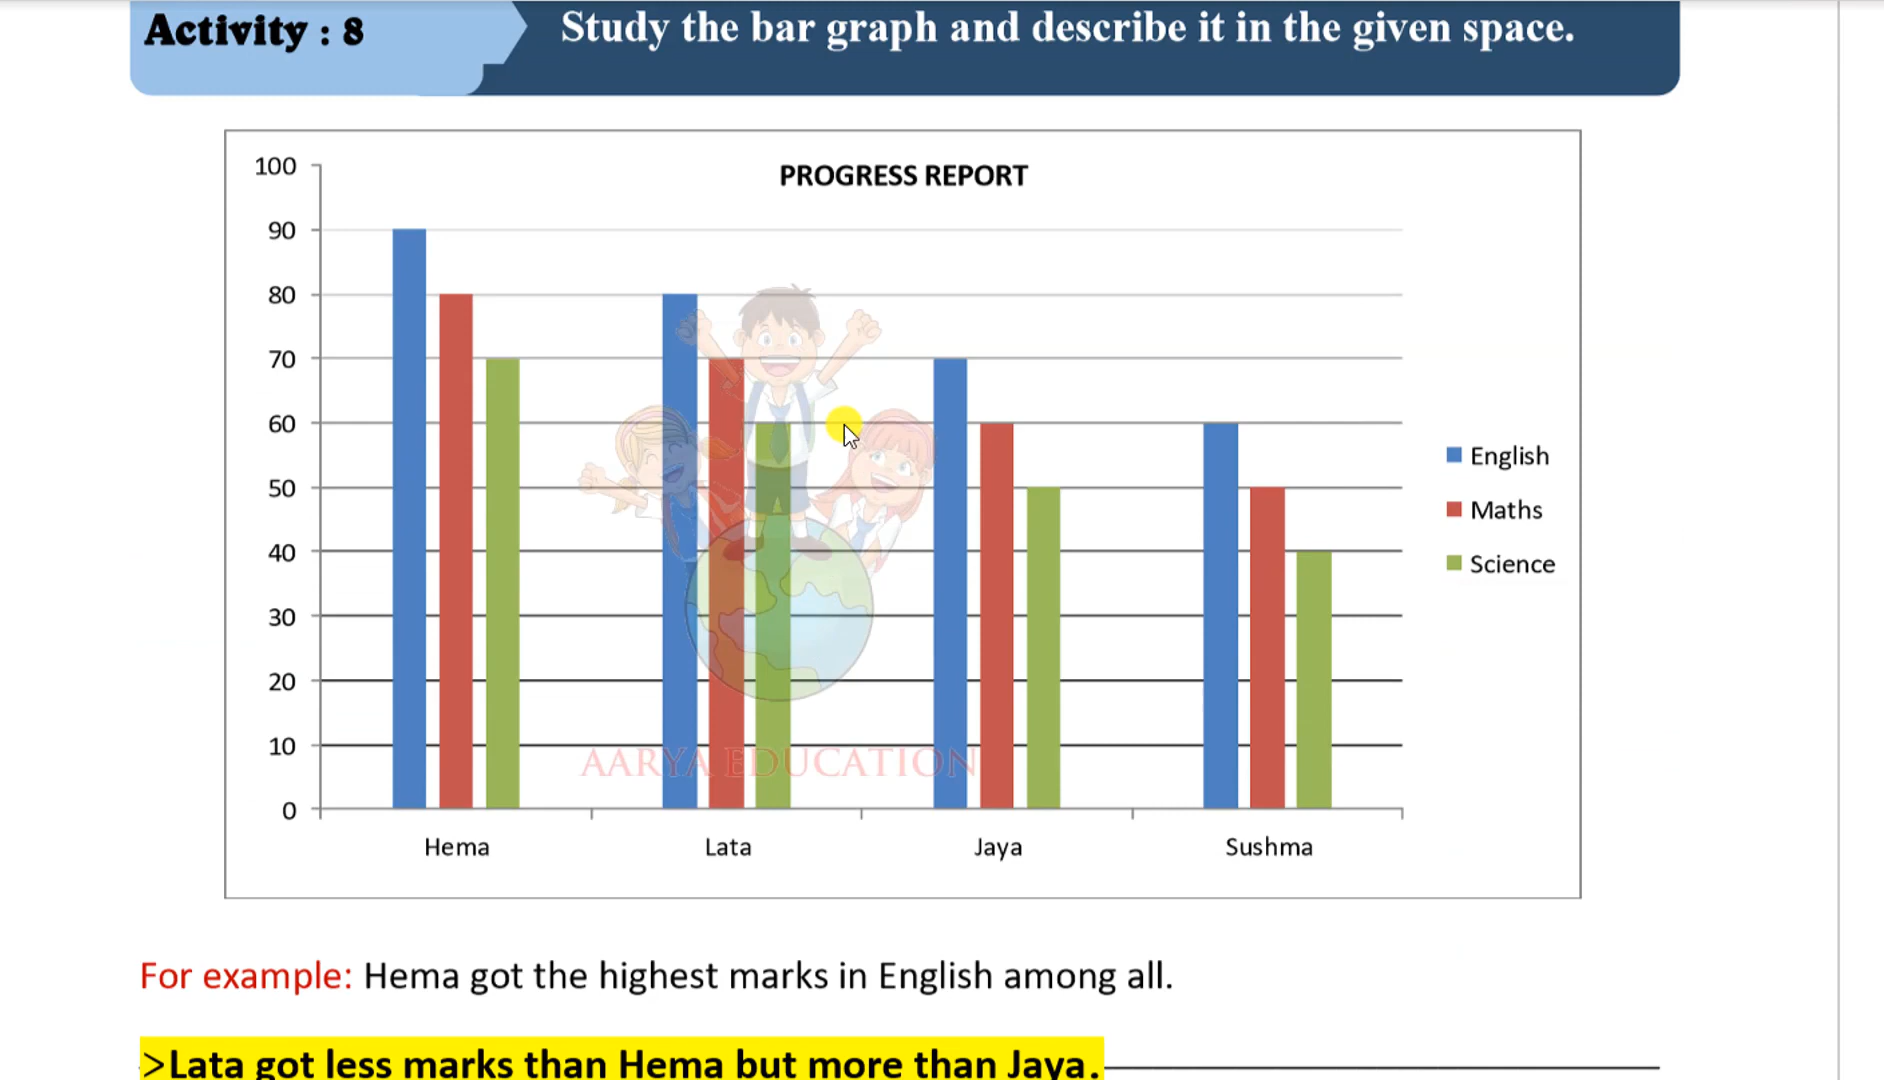 Activity : 8
Study the bar graph and describe it in the given space.
PROGRESS REPORT
100
90
80
70
60
50
40
30
20
10
0
English
Maths
Science
AARYA EDUCATION
Hema Lata Jaya Sushma
For example: Hema got the highest marks in English among all.
>Lata got less marks than Hema but more than Jaya.